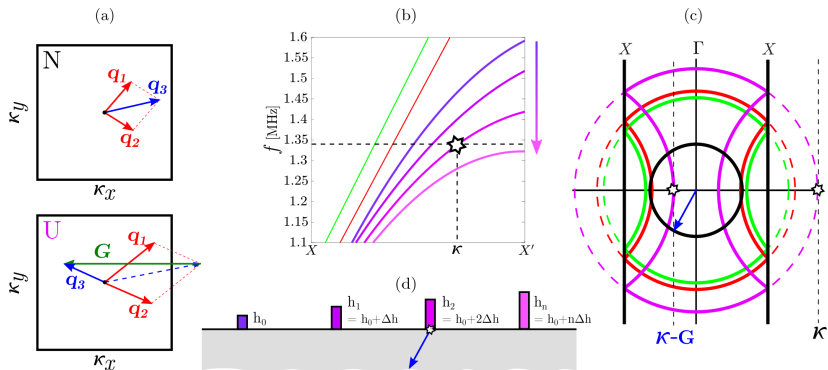 (a)
N
q₁
q₃
q₂
κy
κx
U
q₁
G
q₃
q₂
κy
κx
(b)
f [MHz]
1.6
1.55
1.5
1.45
1.4
1.35
1.3
1.25
1.2
1.15
1.1
X
κ
X'
(c)
X
Γ
X
κ-G
κ
(d)
h₀
h₁
= h₀+Δh
h₂
= h₀+2Δh
hₙ
= h₀+nΔh